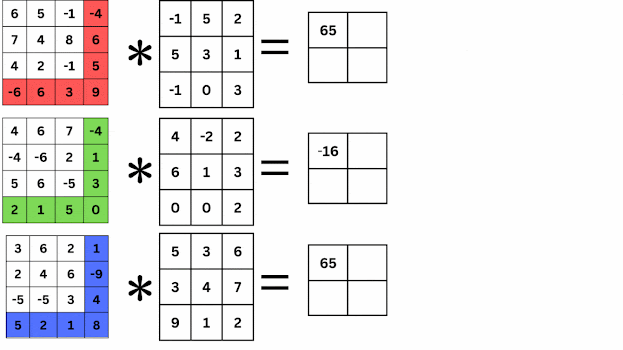 6 5 -1 -4
7 4 8 6
4 2 -1 5
-6 6 3 9
*
-1 5 2
5 3 1
-1 0 3
=
65
4 6 7 -4
-4 -6 2 1
5 6 -5 3
2 1 5 0
*
4 -2 2
6 1 3
0 0 2
=
-16
3 6 2 1
2 4 6 -9
-5 -5 3 4
5 2 1 8
*
5 3 6
3 4 7
9 1 2
=
65